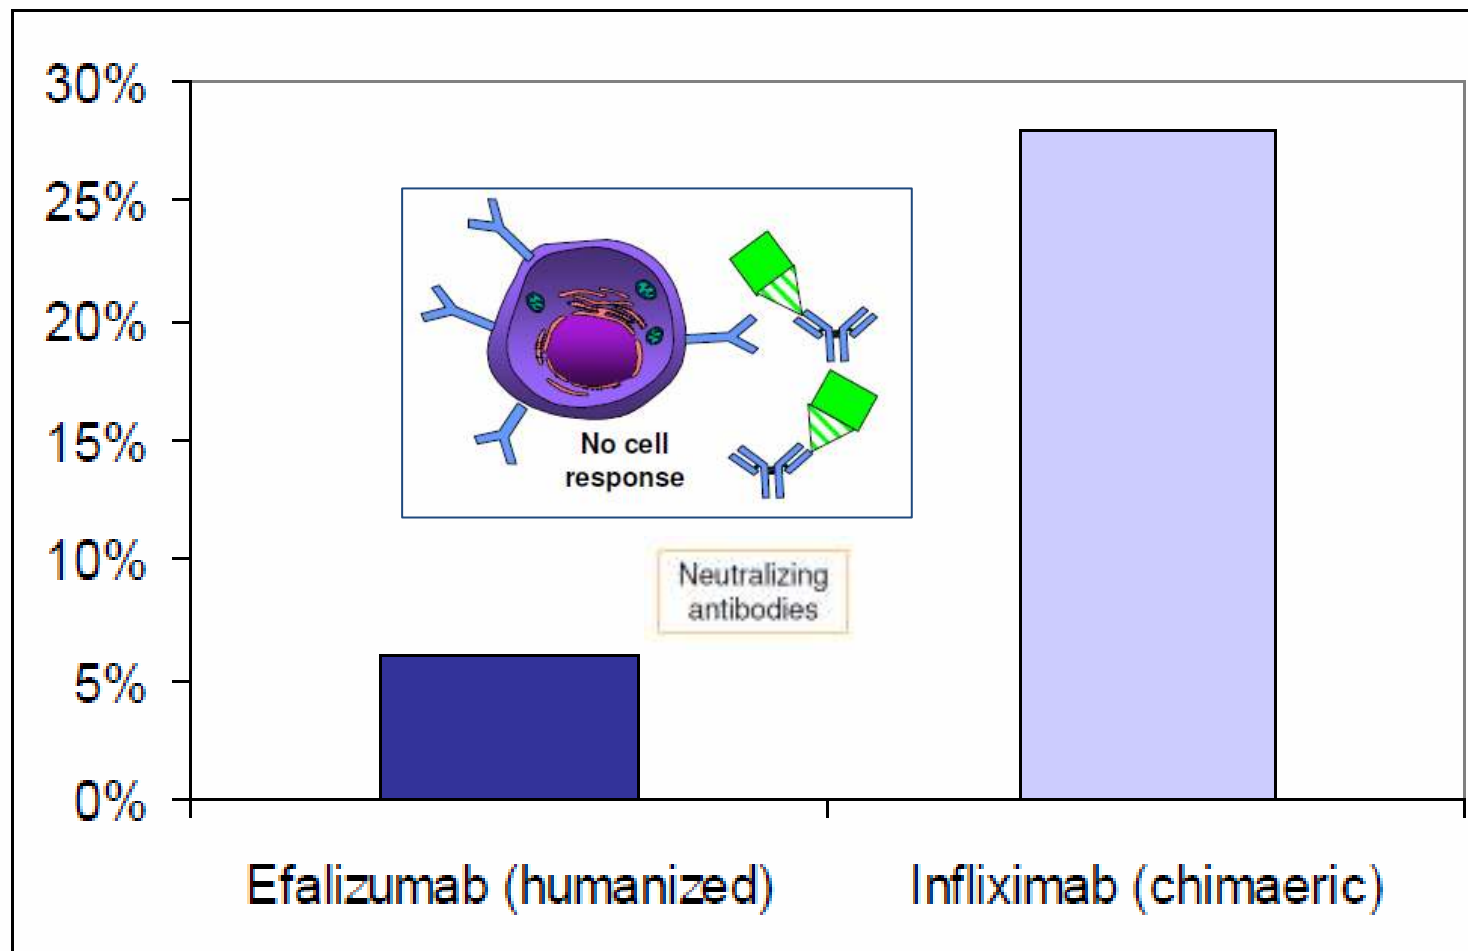 30%
25%
20%
15%
10%
5%
0%
No cell
response
Neutralizing
antibodies
Efalizumab (humanized)
Infliximab (chimaeric)